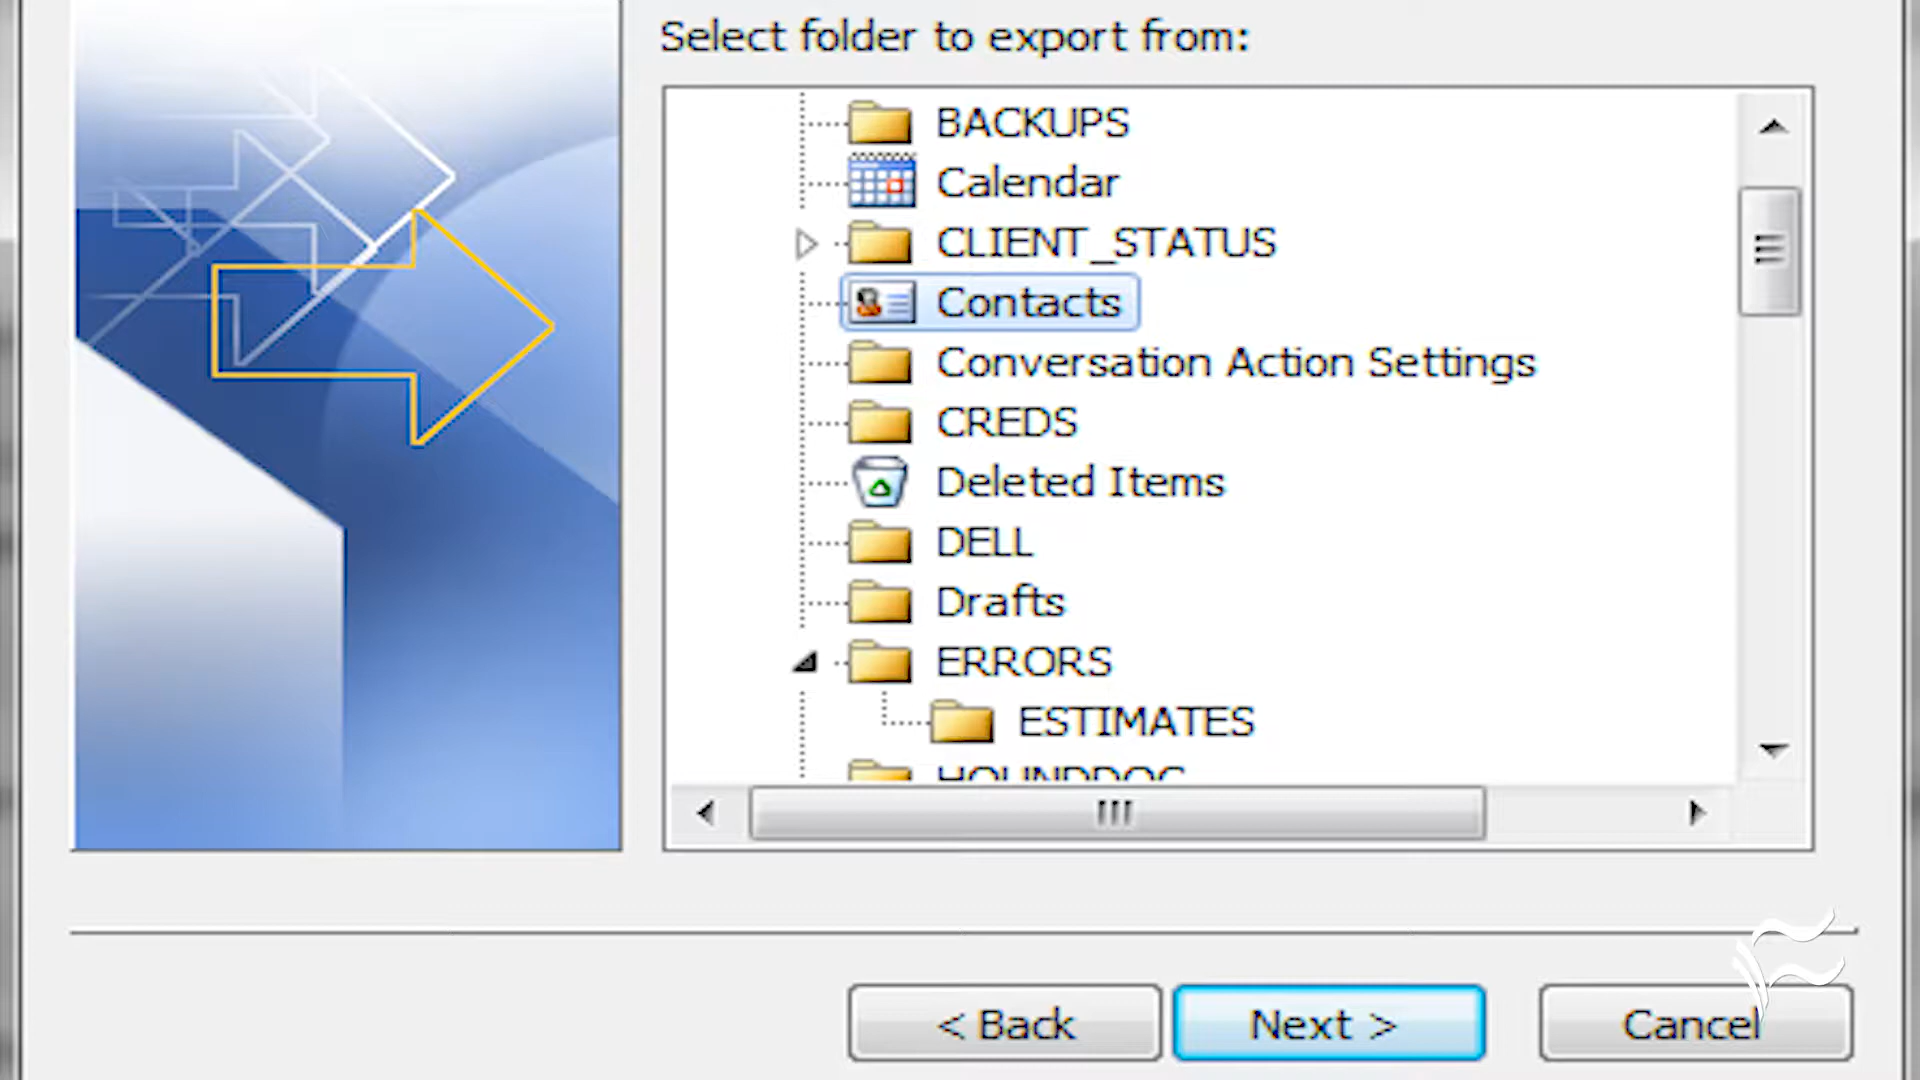 Select folder to export from:
BACKUPS
Calendar
CLIENT_STATUS
Contacts
Conversation Action Settings
CREDS
Deleted Items
DELL
Drafts
ERRORS
ESTIMATES
HOUNDDOG
< Back
Next >
Cancel